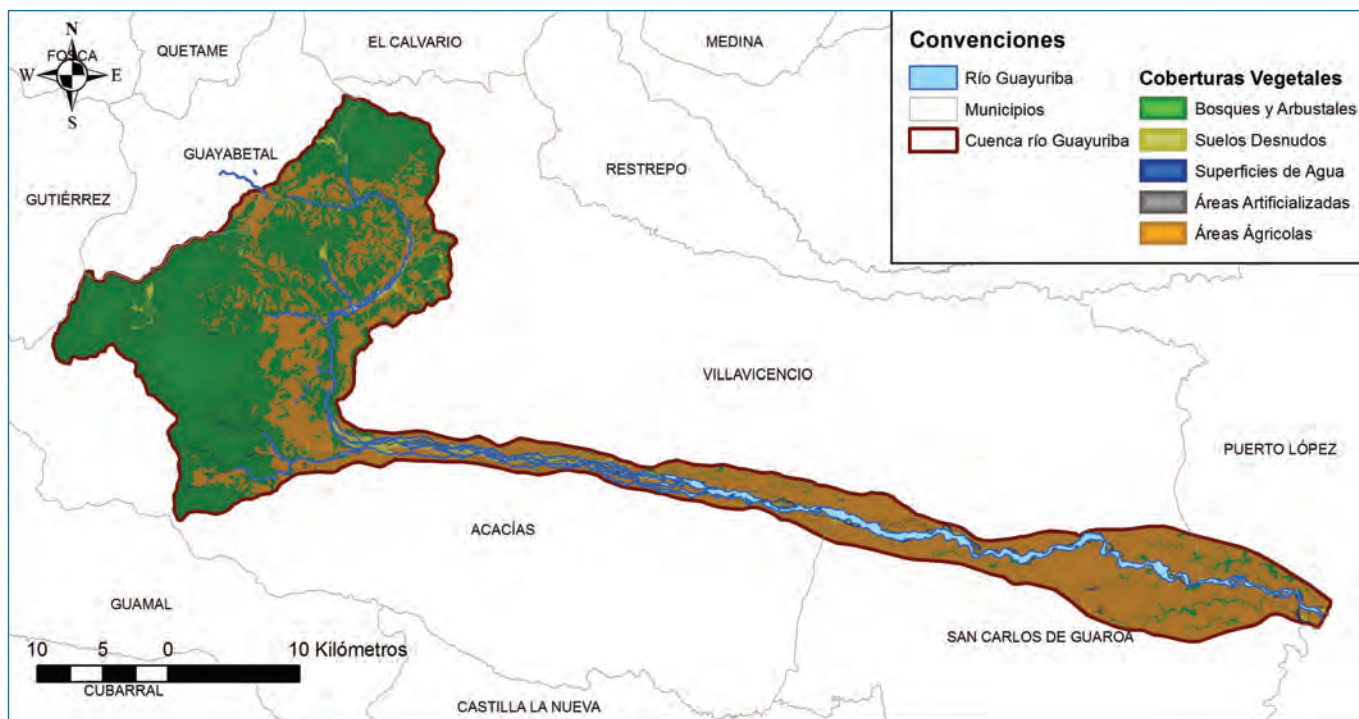 N
FOSCA
W
E
S
QUETAME
EL CALVARIO
MEDINA
GUAYABETAL
RESTREPO
GUTIÉRREZ
VILLAVICENCIO
PUERTO LÓPEZ
ACACÍAS
GUAMAL
SAN CARLOS DE GUAROA
CUBARRAL
CASTILLA LA NUEVA
10 5 0 10 Kilómetros
Convenciones
Río Guayuriba
Municipios
Cuenca río Guayuriba
Coberturas Vegetales
Bosques y Arbustales
Suelos Desnudos
Superficies de Agua
Áreas Artificializadas
Áreas Ágricolas